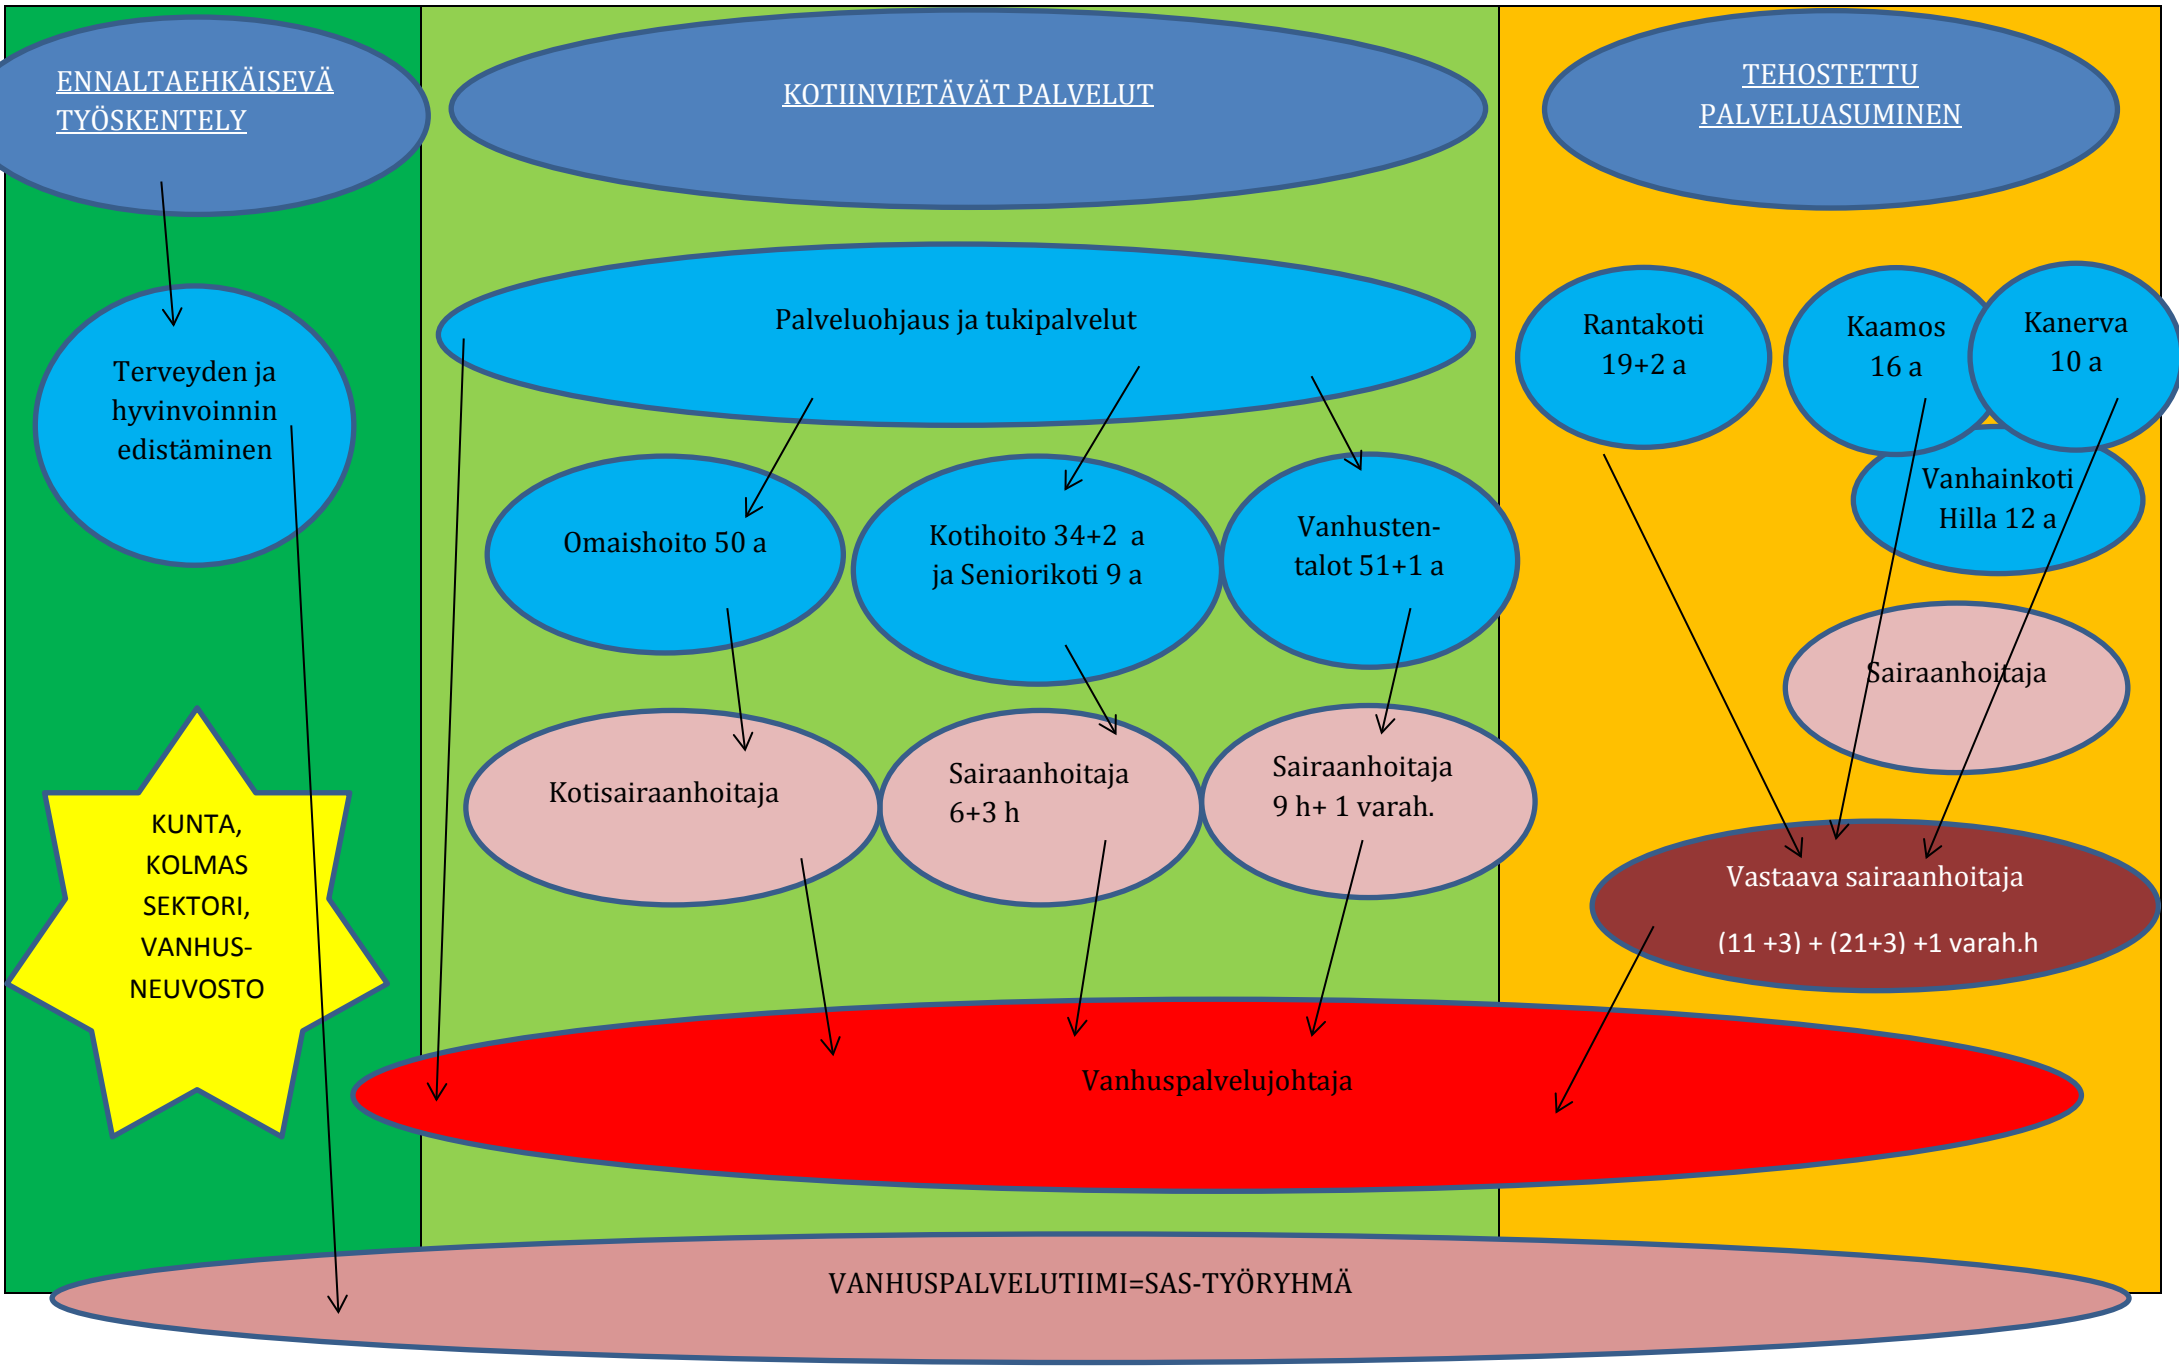 ENNALTAEHKÄISEVÄ
TYÖSKENTELY
KOTIINVIETÄVÄT PALVELUT
TEHOSTETTU
PALVELUASUMINEN
Terveyden ja
hyvinvoinnin
edistäminen
Palveluohjaus ja tukipalvelut
Rantakoti
19+2 a
Kaamos
16 a
Kanerva
10 a
Vanhainkoti
Hilla 12 a
Omaishoito 50 a
Kotihoito 34+2  a
ja Seniorikoti 9 a
Vanhusten-
talot 51+1 a
Sairaanhoitaja
Kotisairaanhoitaja
Sairaanhoitaja
6+3 h
Sairaanhoitaja
9 h+ 1 varah.
KUNTA,
KOLMAS
SEKTORI,
VANHUS-
NEUVOSTO
Vastaava sairaanhoitaja
(11 +3) + (21+3) +1 varah.h
Vanhuspalvelujohtaja
VANHUSPALVELUTIIMI=SAS-TYÖRYHMÄ